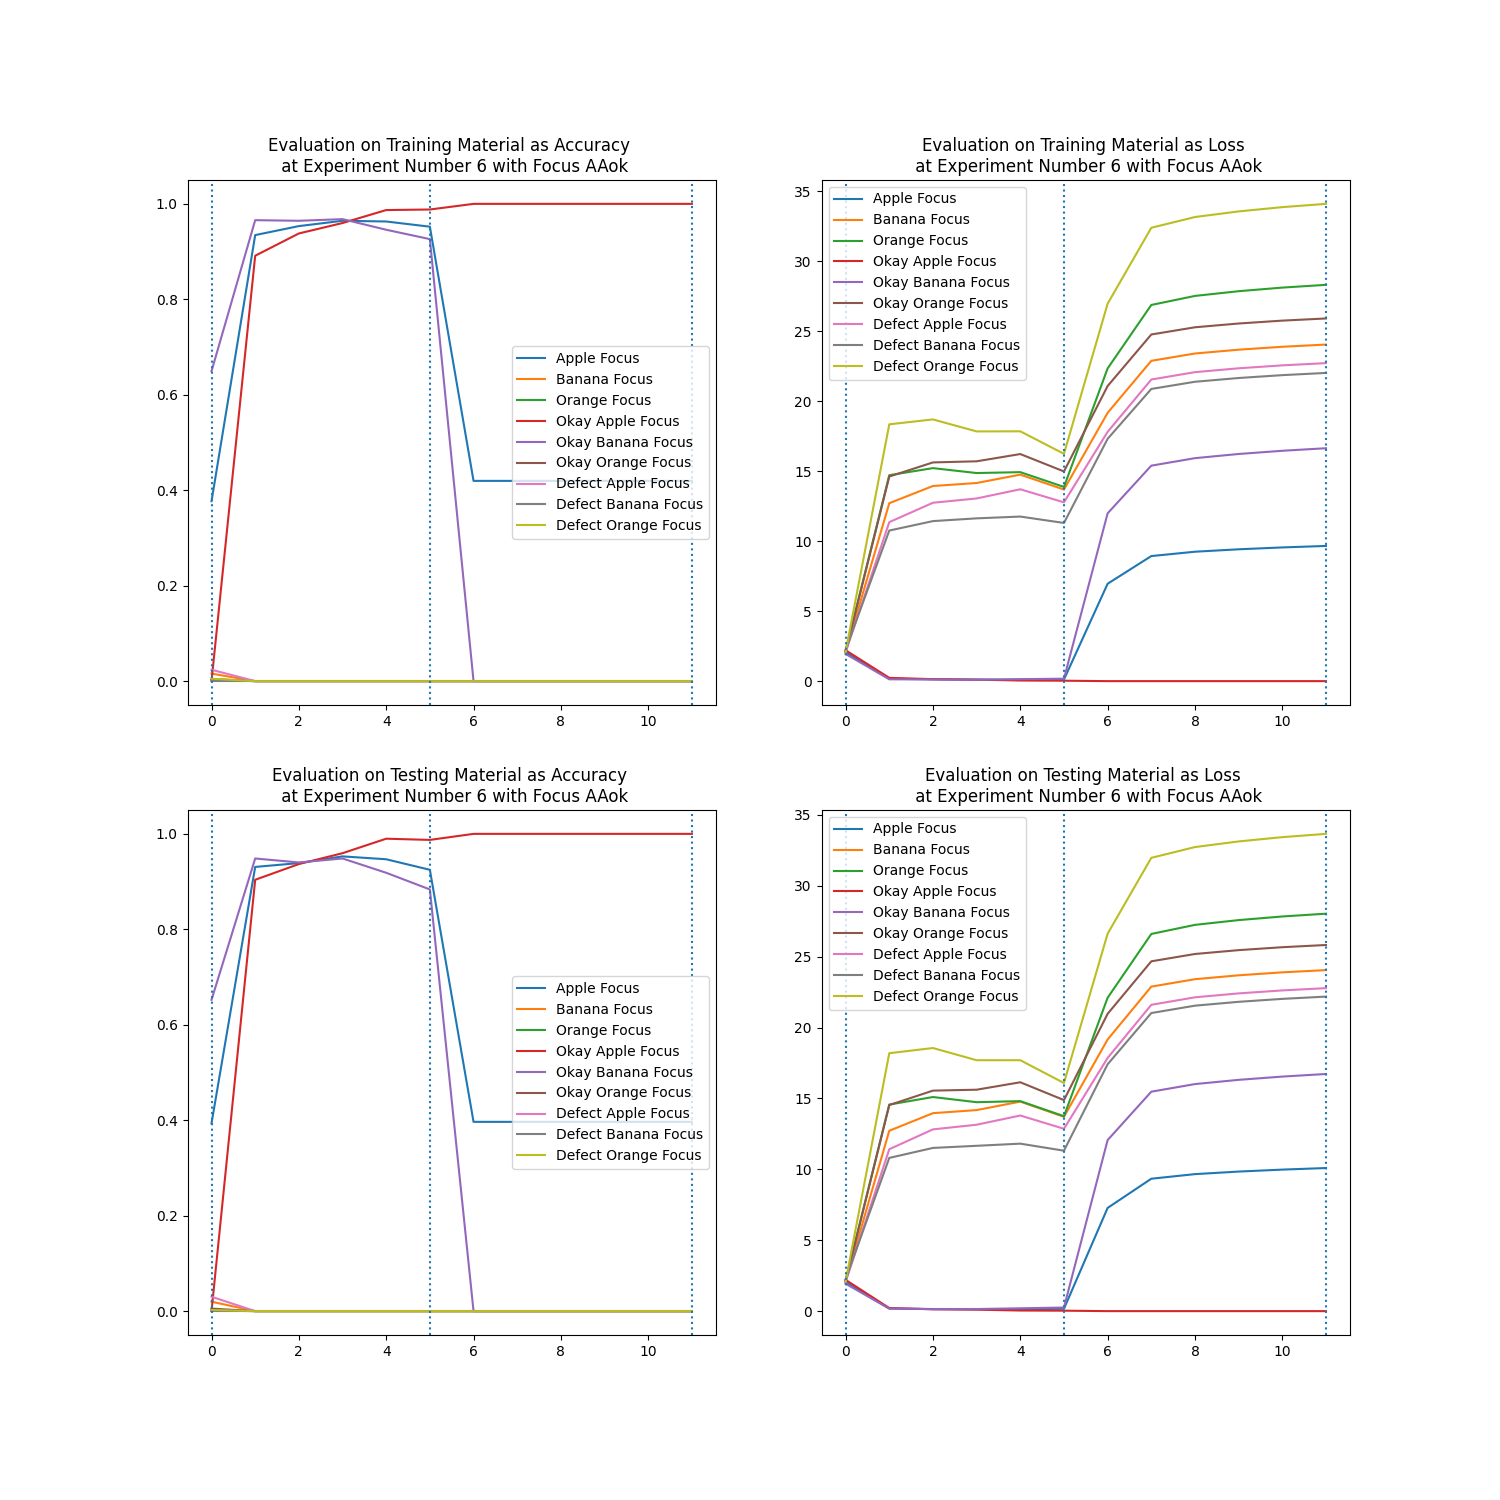 Evaluation on Training Material as Accuracy
at Experiment Number 6 with Focus AAok
1.0
0.8
0.6
0.4
0.2
0.0
0 2 4 6 8 10
Apple Focus
Banana Focus
Orange Focus
Okay Apple Focus
Okay Banana Focus
Okay Orange Focus
Defect Apple Focus
Defect Banana Focus
Defect Orange Focus
Evaluation on Training Material as Loss
at Experiment Number 6 with Focus AAok
35
30
25
20
15
10
5
0
0 2 4 6 8 10
Apple Focus
Banana Focus
Orange Focus
Okay Apple Focus
Okay Banana Focus
Okay Orange Focus
Defect Apple Focus
Defect Banana Focus
Defect Orange Focus
Evaluation on Testing Material as Accuracy
at Experiment Number 6 with Focus AAok
1.0
0.8
0.6
0.4
0.2
0.0
0 2 4 6 8 10
Apple Focus
Banana Focus
Orange Focus
Okay Apple Focus
Okay Banana Focus
Okay Orange Focus
Defect Apple Focus
Defect Banana Focus
Defect Orange Focus
Evaluation on Testing Material as Loss
at Experiment Number 6 with Focus AAok
35
30
25
20
15
10
5
0
0 2 4 6 8 10
Apple Focus
Banana Focus
Orange Focus
Okay Apple Focus
Okay Banana Focus
Okay Orange Focus
Defect Apple Focus
Defect Banana Focus
Defect Orange Focus